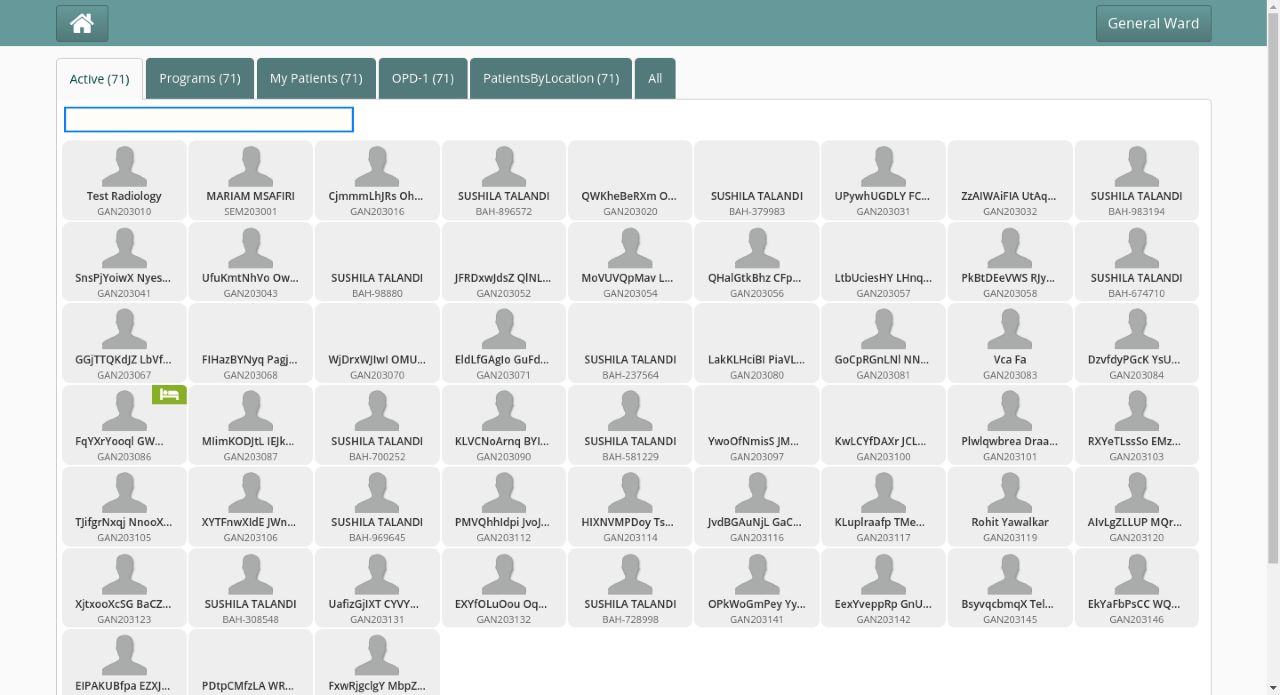 General Ward
Active (71) Programs (71) My Patients (71) OPD-1 (71) PatientsByLocation (71) All
Test Radiology MARIAM MSAFIRI CjmmmLhJRs Oh... SUSHILA TALANDI QWKheBeRXm O... SUSHILA TALANDI UPywhUGDLY FC... ZzAIWAiFIA UtAq... SUSHILA TALANDI
GAN203010 SEM203001 GAN203016 BAH-896572 GAN203020 BAH-379983 GAN203031 GAN203032 BAH-983194
SnsPjYoiwX Nyes... UfuKmtNhVo Ow... SUSHILA TALANDI JFRDxwJdsZ QlNL... MoVUVQpMav L... QHalGtkBhz CFp... LtbUciesHY LHnq... PkBtDEeVWS RJy... SUSHILA TALANDI
GAN203041 GAN203043 BAH-98880 GAN203052 GAN203054 GAN203056 GAN203057 GAN203058 BAH-674710
GGjTTQKdJZ LbVf... FIHazBYNyq Pagj... WjDrxWJIwI OMU... EldLfGAgIo GuFd... SUSHILA TALANDI LakKLHciBI PiaVL... GoCpRGnLNl NN... Vca Fa DzvfdyPGcK YsU...
GAN203067 GAN203068 GAN203070 GAN203071 BAH-237564 GAN203080 GAN203081 GAN203083 GAN203084
FqYXrYooql GW... MIimKODJtL IEJk... SUSHILA TALANDI KLVCNoArnq BYI... SUSHILA TALANDI YwoOfNmisS JM... KwLCYfDAXr JCL... Plwlqwbrea Draa... RXYeTLssSo EMz...
GAN203086 GAN203087 BAH-700252 GAN203090 BAH-581229 GAN203097 GAN203100 GAN203101 GAN203103
TJifgrNxqj NnooX... XYTFnwXIdE JWn... SUSHILA TALANDI PMVQhhIdpi JvoJ... HIXNVMPDoy Ts... JvdBGAuNjL GaC... KLuplraafp TMe... Rohit Yawalkar AIvLgZLLUP MQr...
GAN203105 GAN203106 BAH-969645 GAN203112 GAN203114 GAN203116 GAN203117 GAN203119 GAN203120
XjtxooXcSG BaCZ... SUSHILA TALANDI UafizGjIXT CYVY... EXYfOLuOou Oq... SUSHILA TALANDI OPkWoGmPey Yy... EexYveppRp GnU... BsyvqcbmqX Tel... EkYaFbPsCC WQ...
GAN203123 BAH-308548 GAN203131 GAN203132 BAH-728998 GAN203141 GAN203142 GAN203145 GAN203146
EIPAKUBfpa EZXJ... PDtpCMfzLA WR... FxwRjgclgY MbpZ...